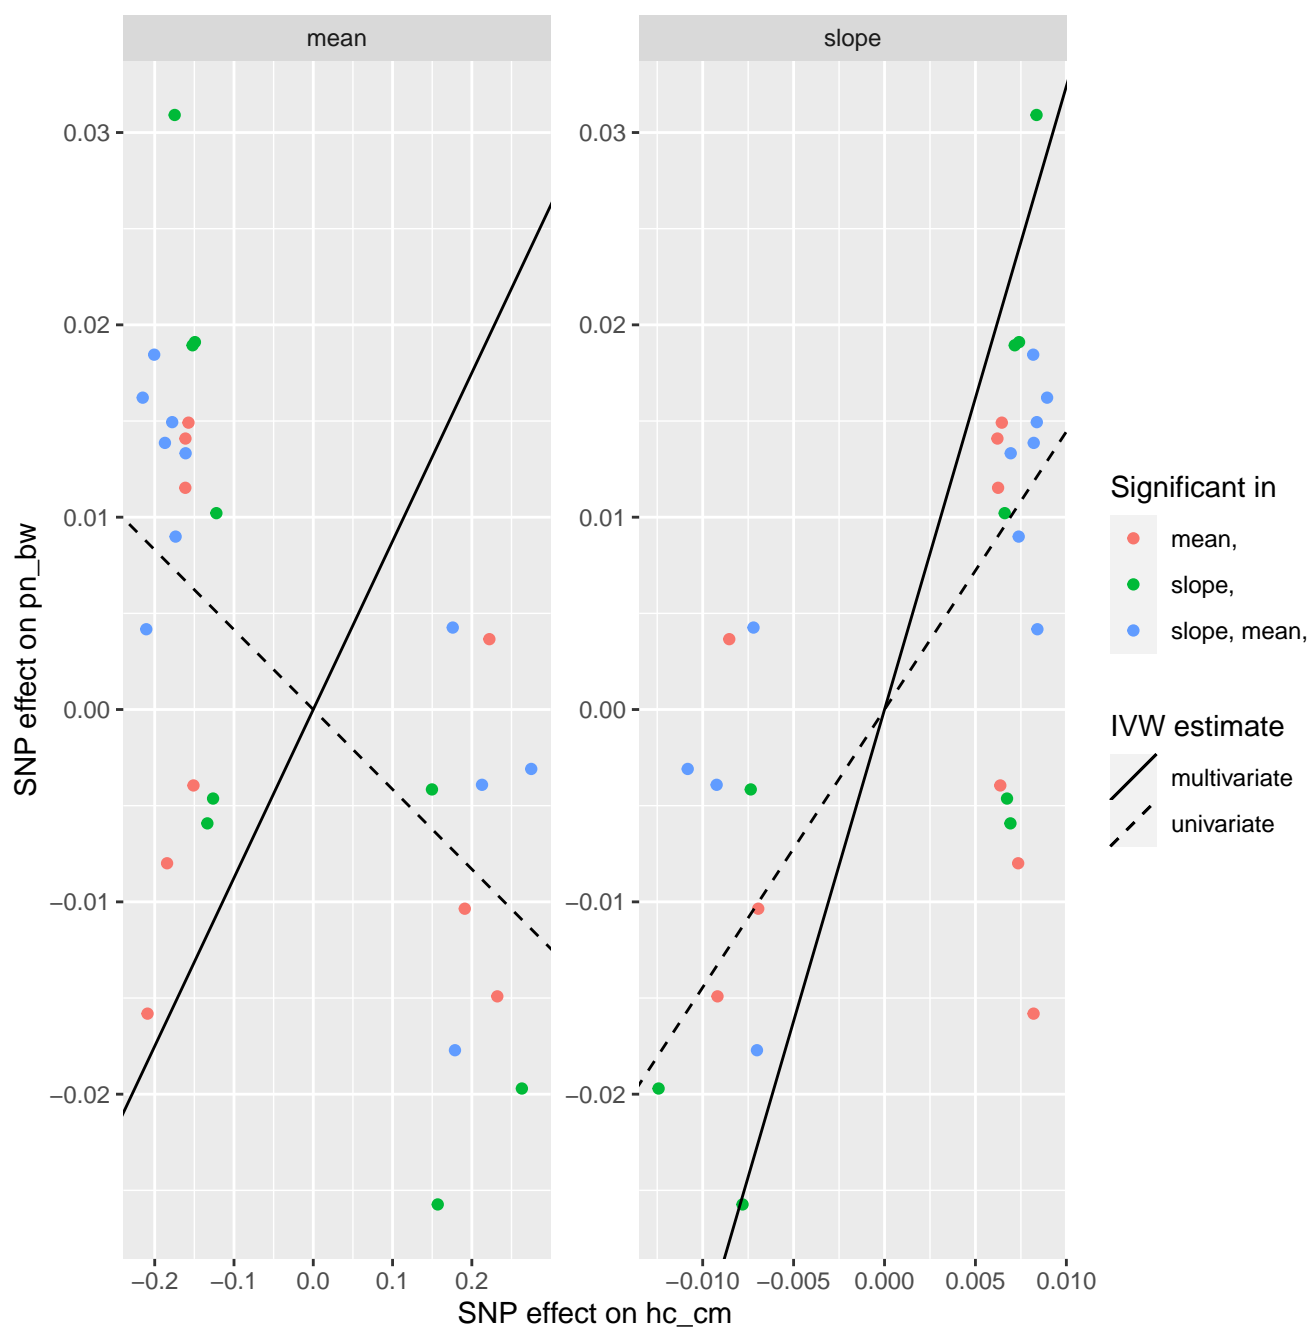 mean
slope
SNP effect on pn_bw
0.03
0.02
0.01
0.00
−0.01
−0.02
0.03
0.02
0.01
0.00
−0.01
−0.02
−0.2 −0.1 0.0 0.1 0.2
−0.010 −0.005 0.000 0.005 0.010
SNP effect on hc_cm
Significant in
mean,
slope,
slope, mean,
IVW estimate
multivariate
univariate